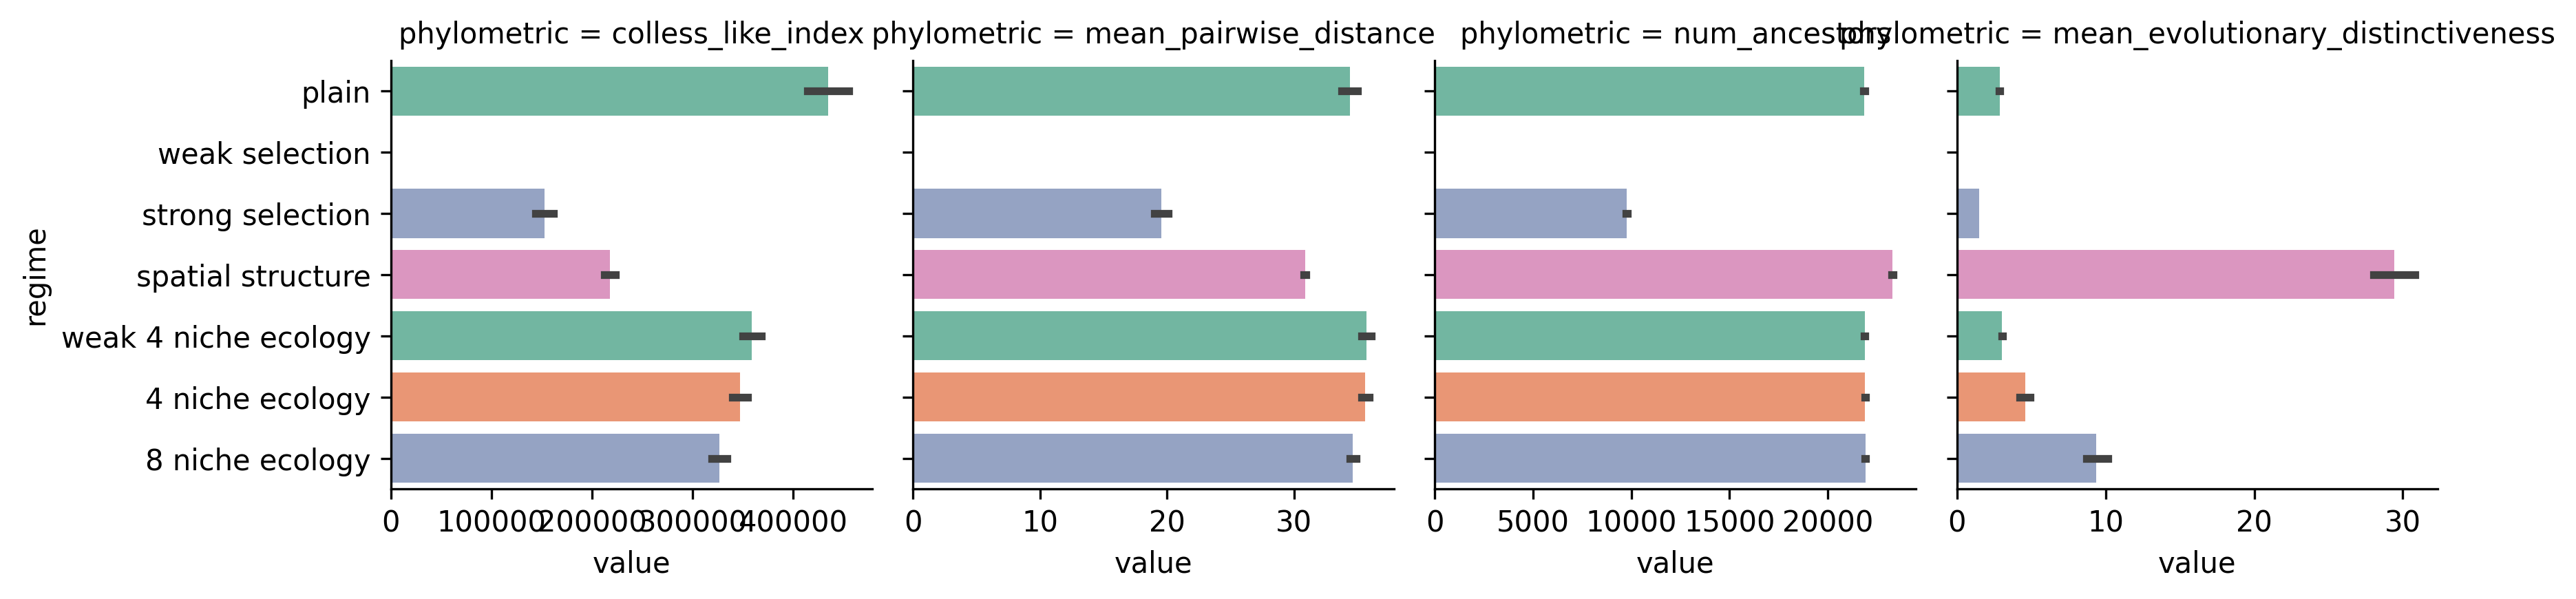 phylometric = colless_like_index
phylometric = mean_pairwise_distance
phylometric = num_ancestors
phylometric = mean_evolutionary_distinctiveness
regime
plain
weak selection
strong selection
spatial structure
weak 4 niche ecology
4 niche ecology
8 niche ecology
0 100000 200000 300000 400000
value
0 10 20 30
value
0 5000 10000 15000 20000
value
0 10 20 30
value